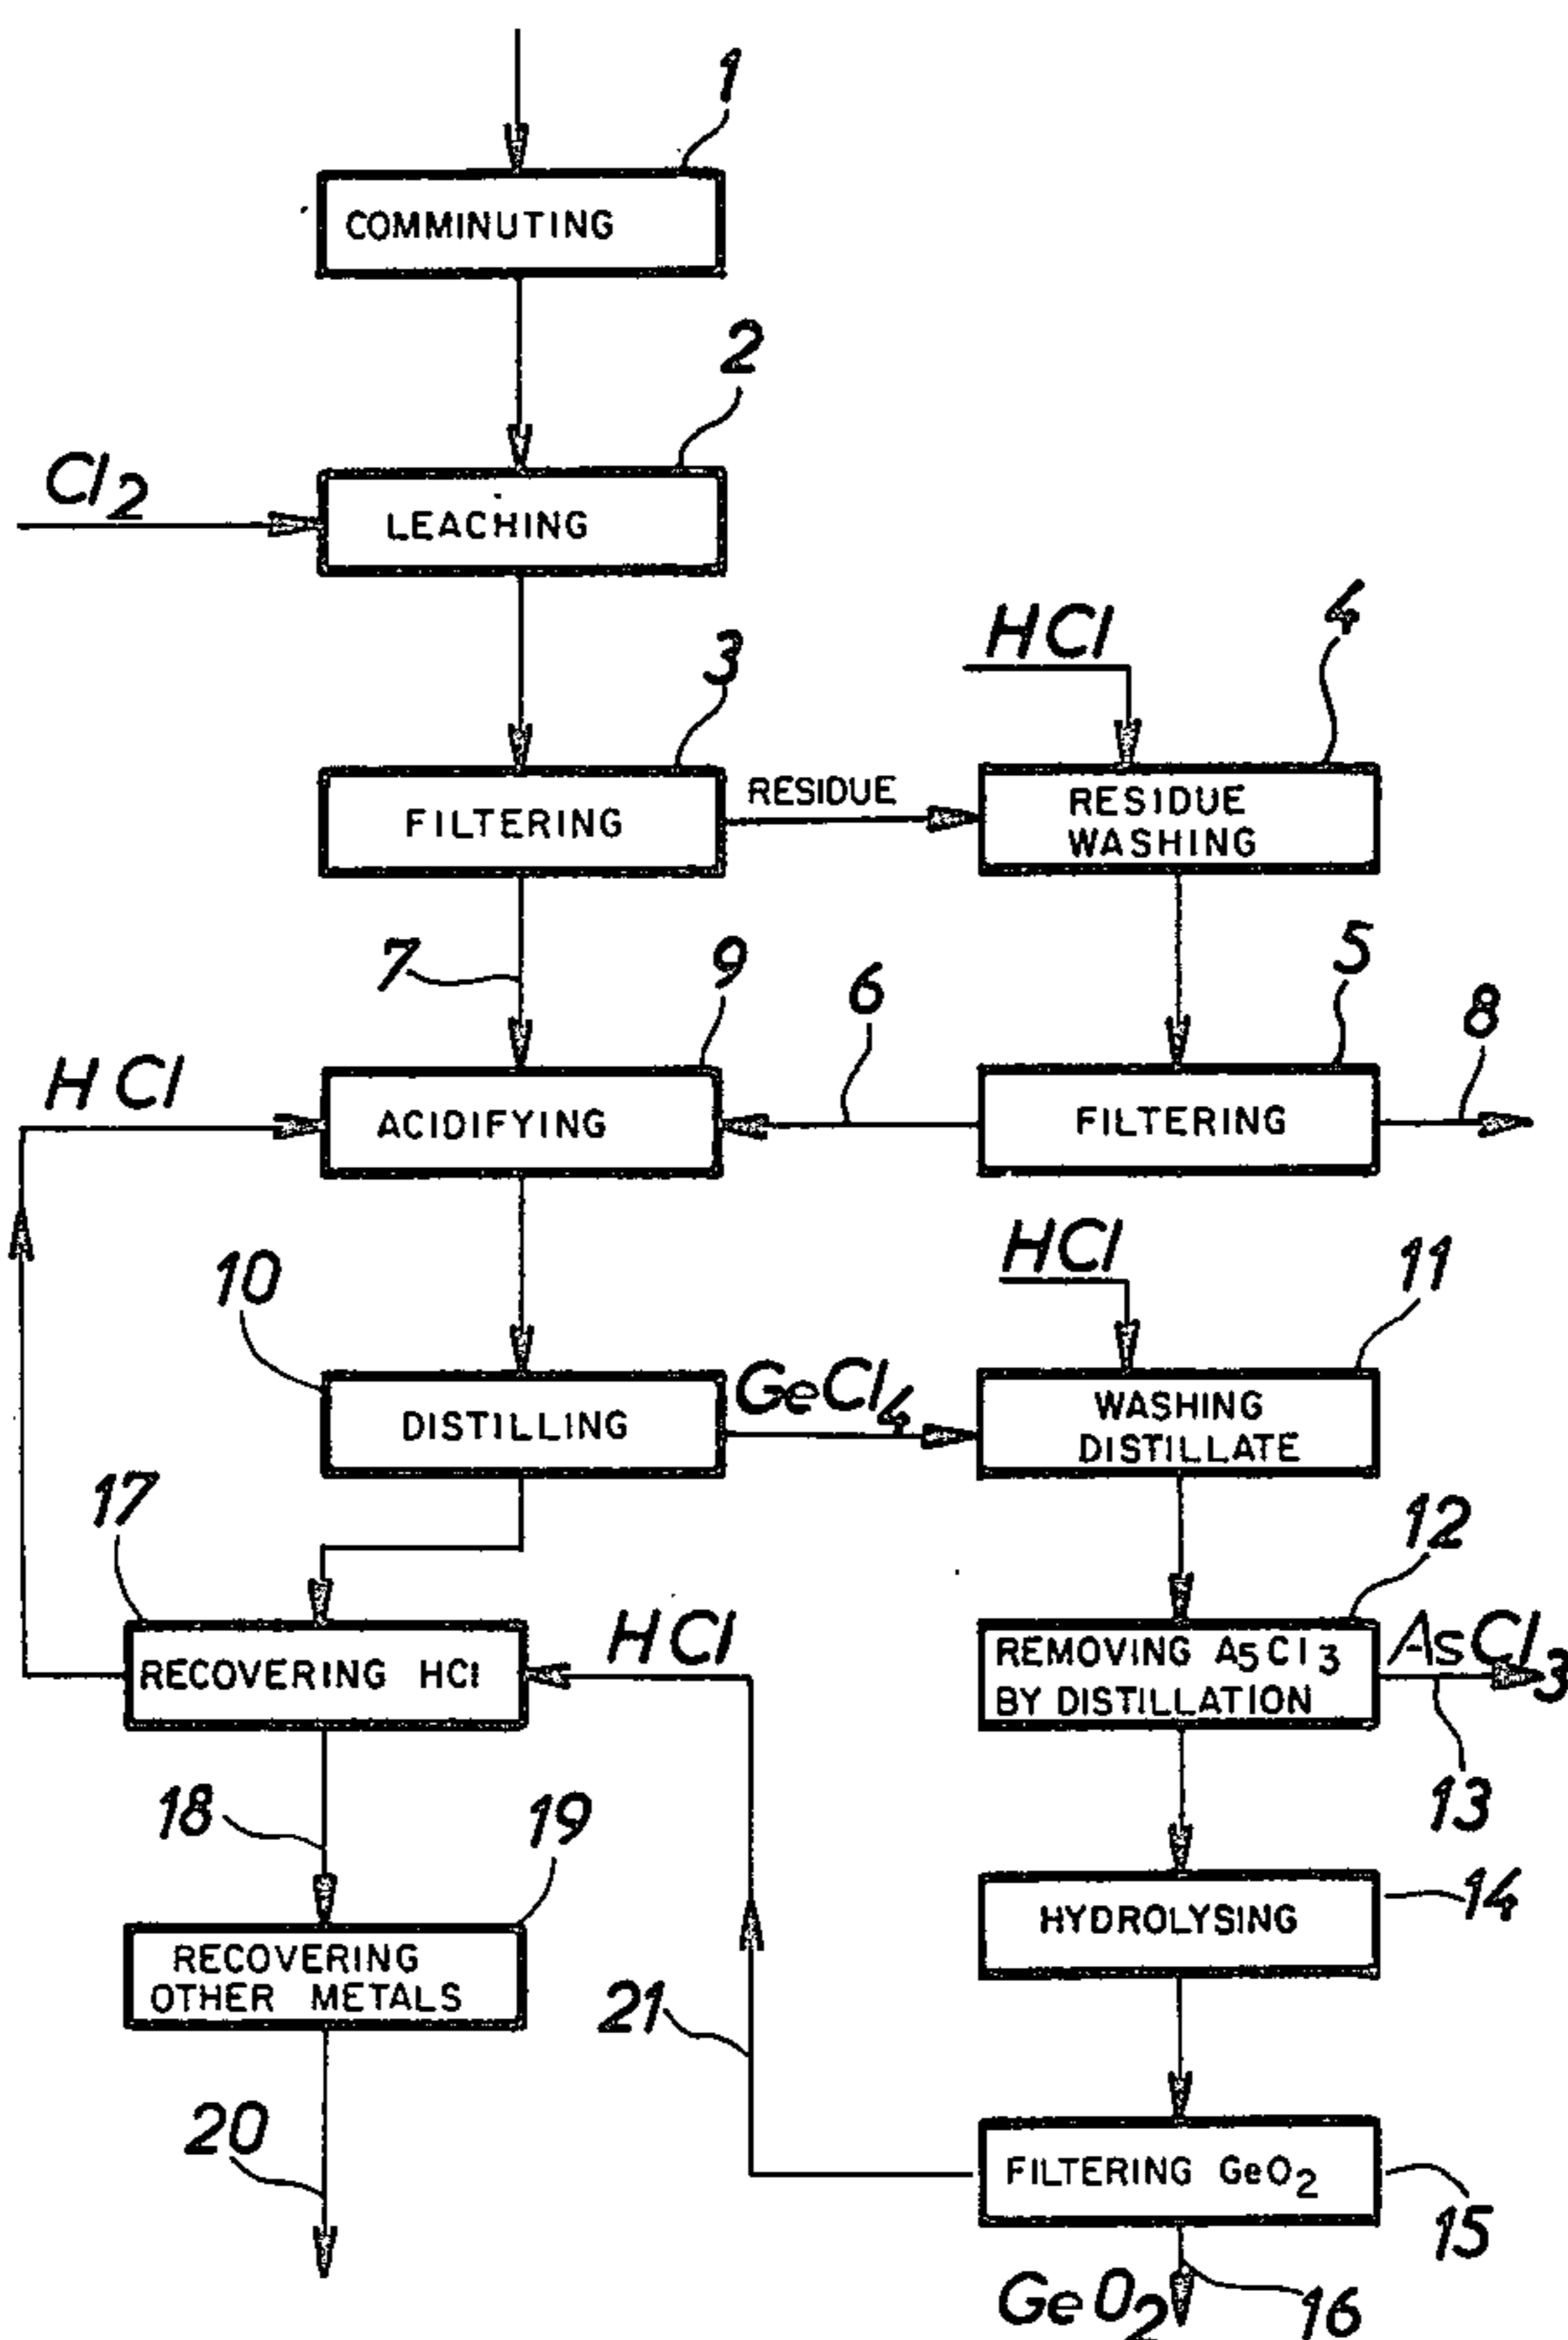 1
COMMINUTING
2
Cl2
LEACHING
HCl
4
3
RESIDUE
FILTERING
RESIDUE
WASHING
7
9
6
5
8
HCl
ACIDIFYING
FILTERING
HCl
11
10
GeCl4
DISTILLING
WASHING
DISTILLATE
17
12
HCl
RECOVERING HCl
REMOVING AsCl3
BY DISTILLATION
AsCl3
13
18
19
14
HYDROLYSING
RECOVERING
OTHER METALS
21
20
FILTERING GeO2
15
GeO2
16